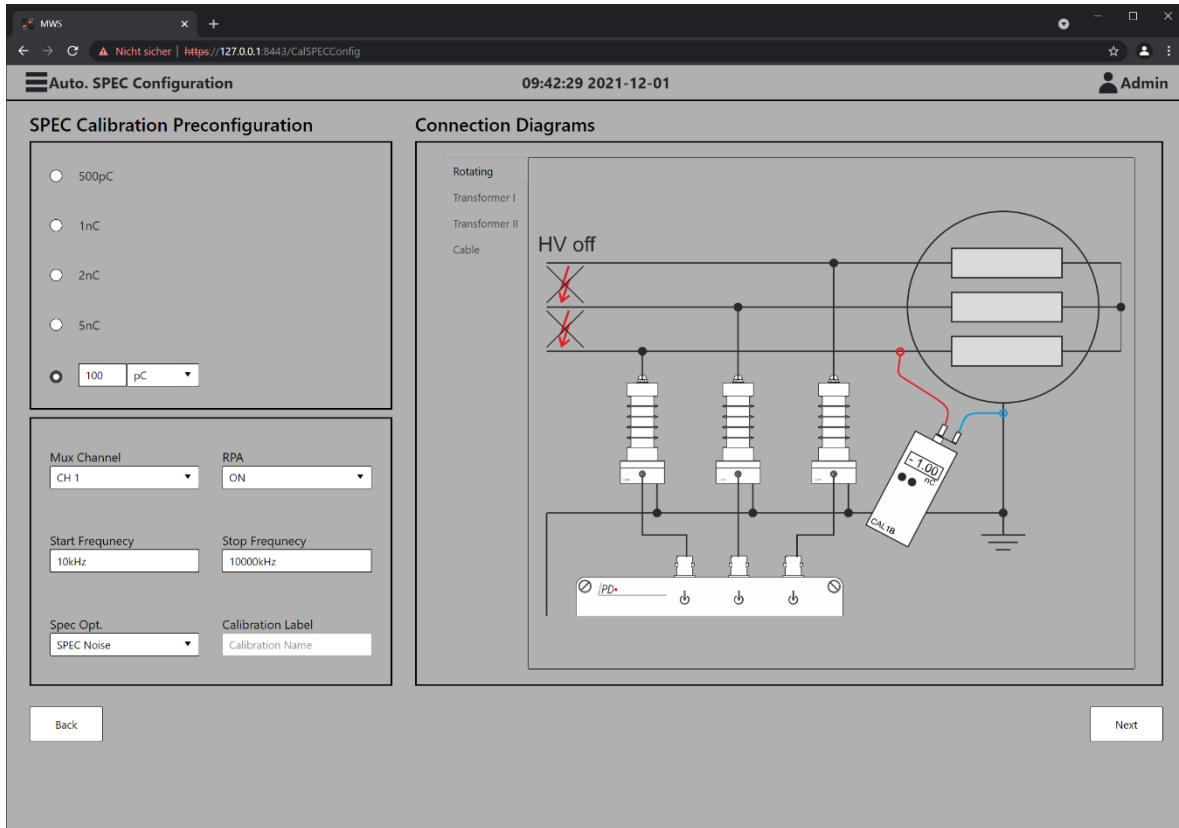 MWS
Nicht sicher | https://127.0.0.1:8443/CalSPECConfig
Auto. SPEC Configuration
09:42:29 2021-12-01
Admin
SPEC Calibration Preconfiguration
500pC
1nC
2nC
5nC
100 pC
Mux Channel
CH 1
RPA
ON
Start Frequnecy
10kHz
Stop Frequnecy
10000kHz
Spec Opt.
SPEC Noise
Calibration Label
Calibration Name
Connection Diagrams
Rotating
Transformer I
Transformer II
Cable
HV off
- 1.00
nC
CAL1B
iPD
Back
Next